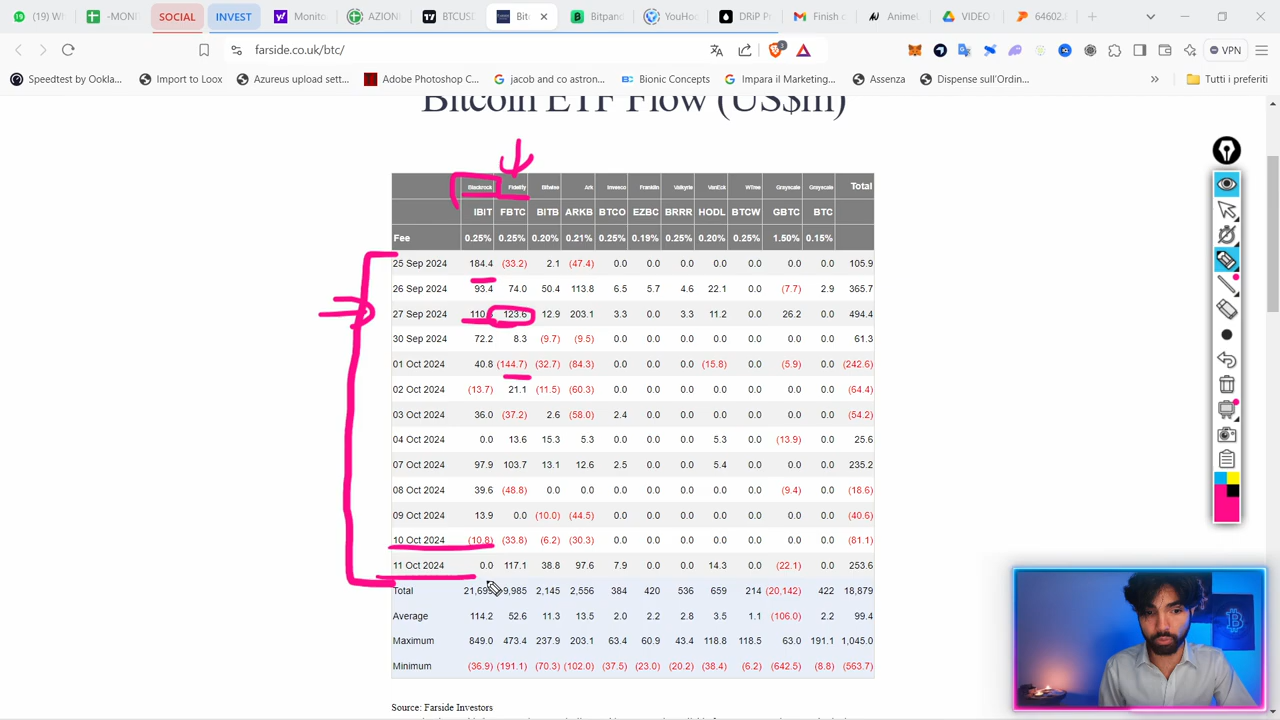 -MONI SOCIAL INVEST Monito AZIONI BTCUSD Bitc Bitpand YouHod DRiP Pr Finish c AnimeL VIDEO 64602.
farside.co.uk/btc/ VPN
Speedtest by Ookla... Import to Loox Azureus upload sett... Adobe Photoshop C... jacob and co astron... Bionic Concepts Impara il Marketing... Assenza Dispense sull'Ordin... Tutti i preferiti
Bitcoin ETF Flow (US$m)
Blackrock Fidelity Bitwise Ark Invesco Franklin Valkyrie VanEck WTree Grayscale Grayscale Total
IBIT FBTC BITB ARKB BTCO EZBC BRRR HODL BTCW GBTC BTC
Fee 0.25% 0.25% 0.20% 0.21% 0.25% 0.19% 0.25% 0.20% 0.25% 1.50% 0.15%
25 Sep 2024 184.4 (33.2) 2.1 (47.4) 0.0 0.0 0.0 0.0 0.0 0.0 0.0 105.9
26 Sep 2024 93.4 74.0 50.4 113.8 6.5 5.7 4.6 22.1 0.0 (7.7) 2.9 365.7
27 Sep 2024 110. 123.6 12.9 203.1 3.3 0.0 3.3 11.2 0.0 26.2 0.0 494.4
30 Sep 2024 72.2 8.3 (9.7) (9.5) 0.0 0.0 0.0 0.0 0.0 0.0 0.0 61.3
01 Oct 2024 40.8 (144.7) (32.7) (84.3) 0.0 0.0 0.0 (15.8) 0.0 (5.9) 0.0 (242.6)
02 Oct 2024 (13.7) 21.1 (11.5) (60.3) 0.0 0.0 0.0 0.0 0.0 0.0 0.0 (64.4)
03 Oct 2024 36.0 (37.2) 2.6 (58.0) 2.4 0.0 0.0 0.0 0.0 0.0 0.0 (54.2)
04 Oct 2024 0.0 13.6 15.3 5.3 0.0 0.0 0.0 5.3 0.0 (13.9) 0.0 25.6
07 Oct 2024 97.9 103.7 13.1 12.6 2.5 0.0 0.0 5.4 0.0 0.0 0.0 235.2
08 Oct 2024 39.6 (48.8) 0.0 0.0 0.0 0.0 0.0 0.0 0.0 (9.4) 0.0 (18.6)
09 Oct 2024 13.9 0.0 (10.0) (44.5) 0.0 0.0 0.0 0.0 0.0 0.0 0.0 (40.6)
10 Oct 2024 (10.8) (33.8) (6.2) (30.3) 0.0 0.0 0.0 0.0 0.0 0.0 0.0 (81.1)
11 Oct 2024 0.0 117.1 38.8 97.6 7.9 0.0 0.0 14.3 0.0 (22.1) 0.0 253.6
Total 21,69 9,985 2,145 2,556 384 420 536 659 214 (20,142) 422 18,879
Average 114.2 52.6 11.3 13.5 2.0 2.2 2.8 3.5 1.1 (106.0) 2.2 99.4
Maximum 849.0 473.4 237.9 203.1 63.4 60.9 43.4 118.8 118.5 63.0 191.1 1,045.0
Minimum (36.9) (191.1) (70.3) (102.0) (37.5) (23.0) (20.2) (38.4) (6.2) (642.5) (8.8) (563.7)
Source: Farside Investors